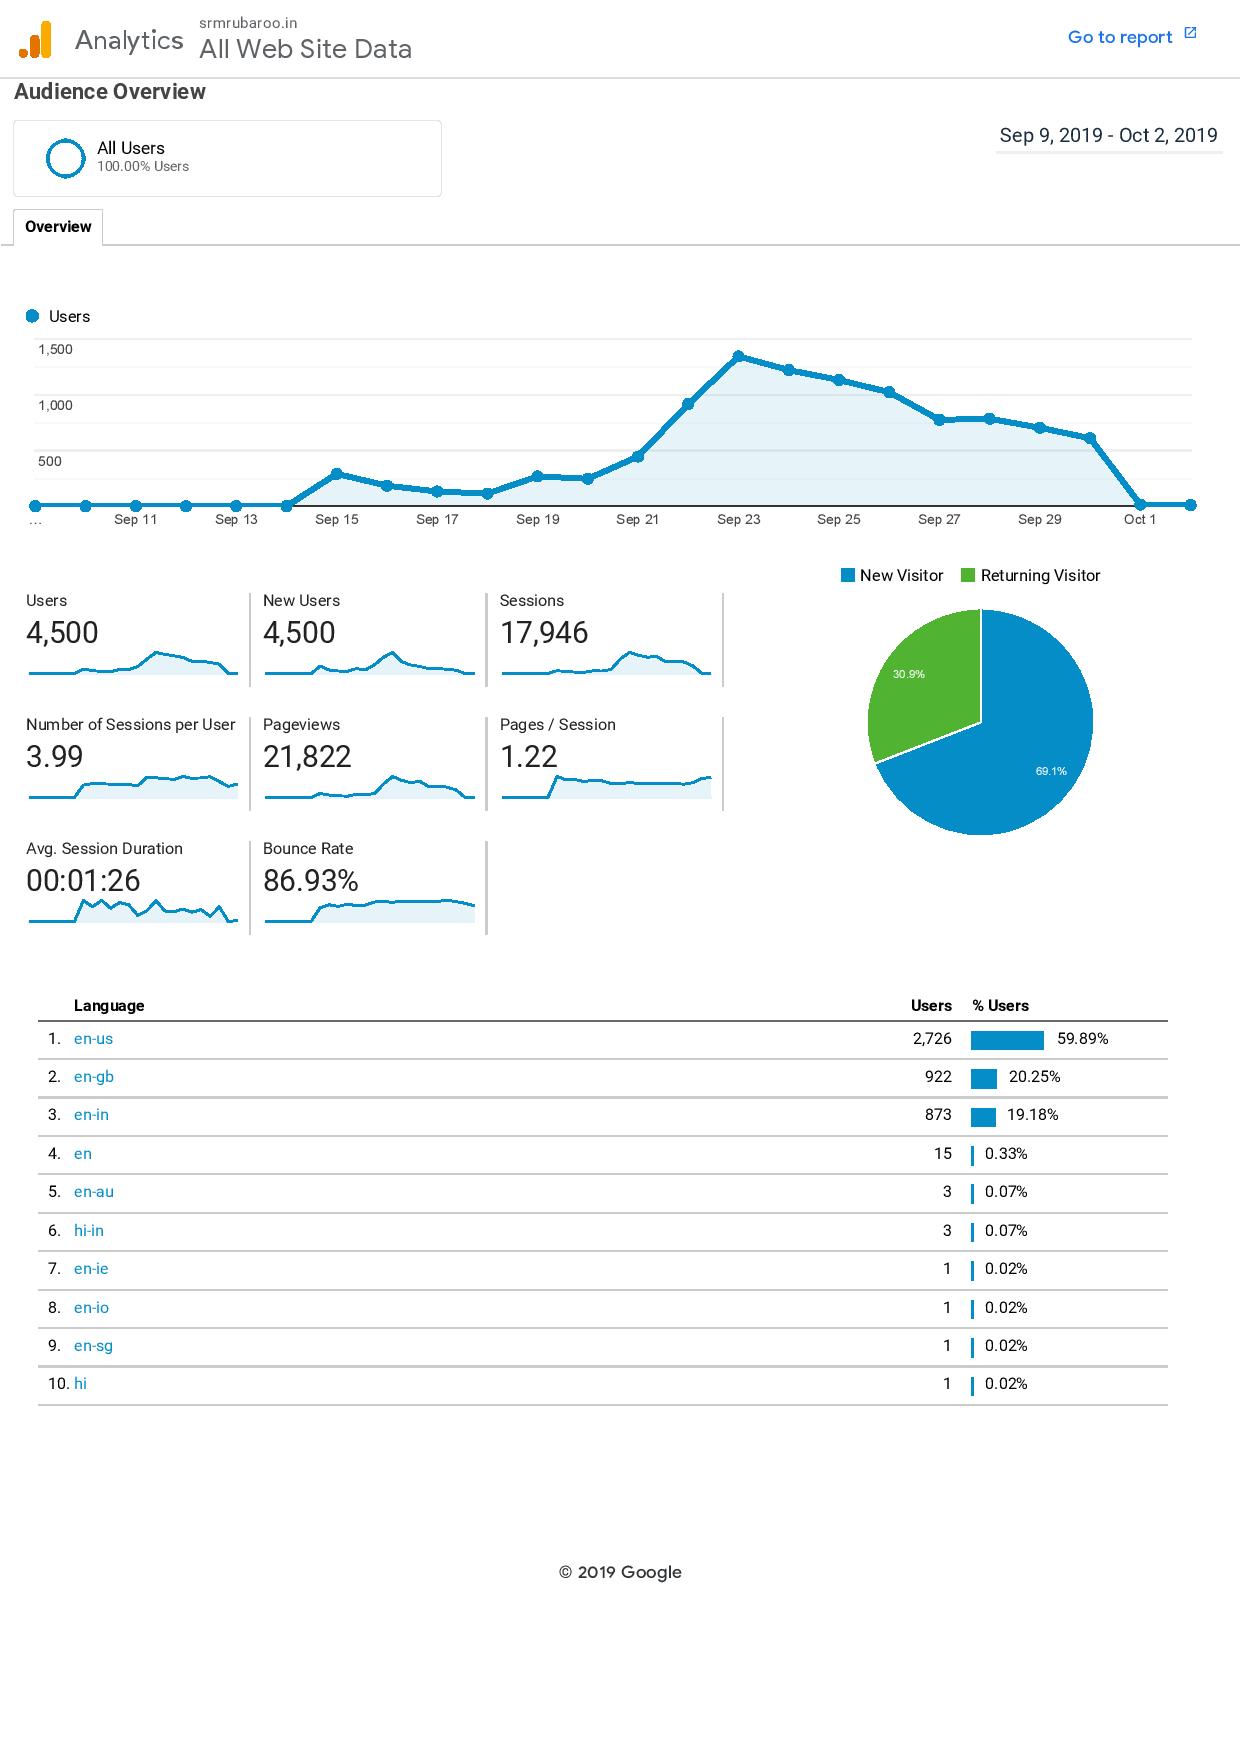 srmrubaroo.in
Analytics All Web Site Data
Go to report
Audience Overview
All Users
100.00% Users
Sep 9, 2019 - Oct 2, 2019
Overview
Users
1,500
1,000
500
... Sep 11 Sep 13 Sep 15 Sep 17 Sep 19 Sep 21 Sep 23 Sep 25 Sep 27 Sep 29 Oct 1
New Visitor Returning Visitor
Users New Users Sessions
4,500 4,500 17,946
30.9%
Number of Sessions per User Pageviews Pages / Session
3.99 21,822 1.22
69.1%
Avg. Session Duration Bounce Rate
00:01:26 86.93%
Language Users % Users
1. en-us 2,726 59.89%
2. en-gb 922 20.25%
3. en-in 873 19.18%
4. en 15 0.33%
5. en-au 3 0.07%
6. hi-in 3 0.07%
7. en-ie 1 0.02%
8. en-io 1 0.02%
9. en-sg 1 0.02%
10. hi 1 0.02%
© 2019 Google